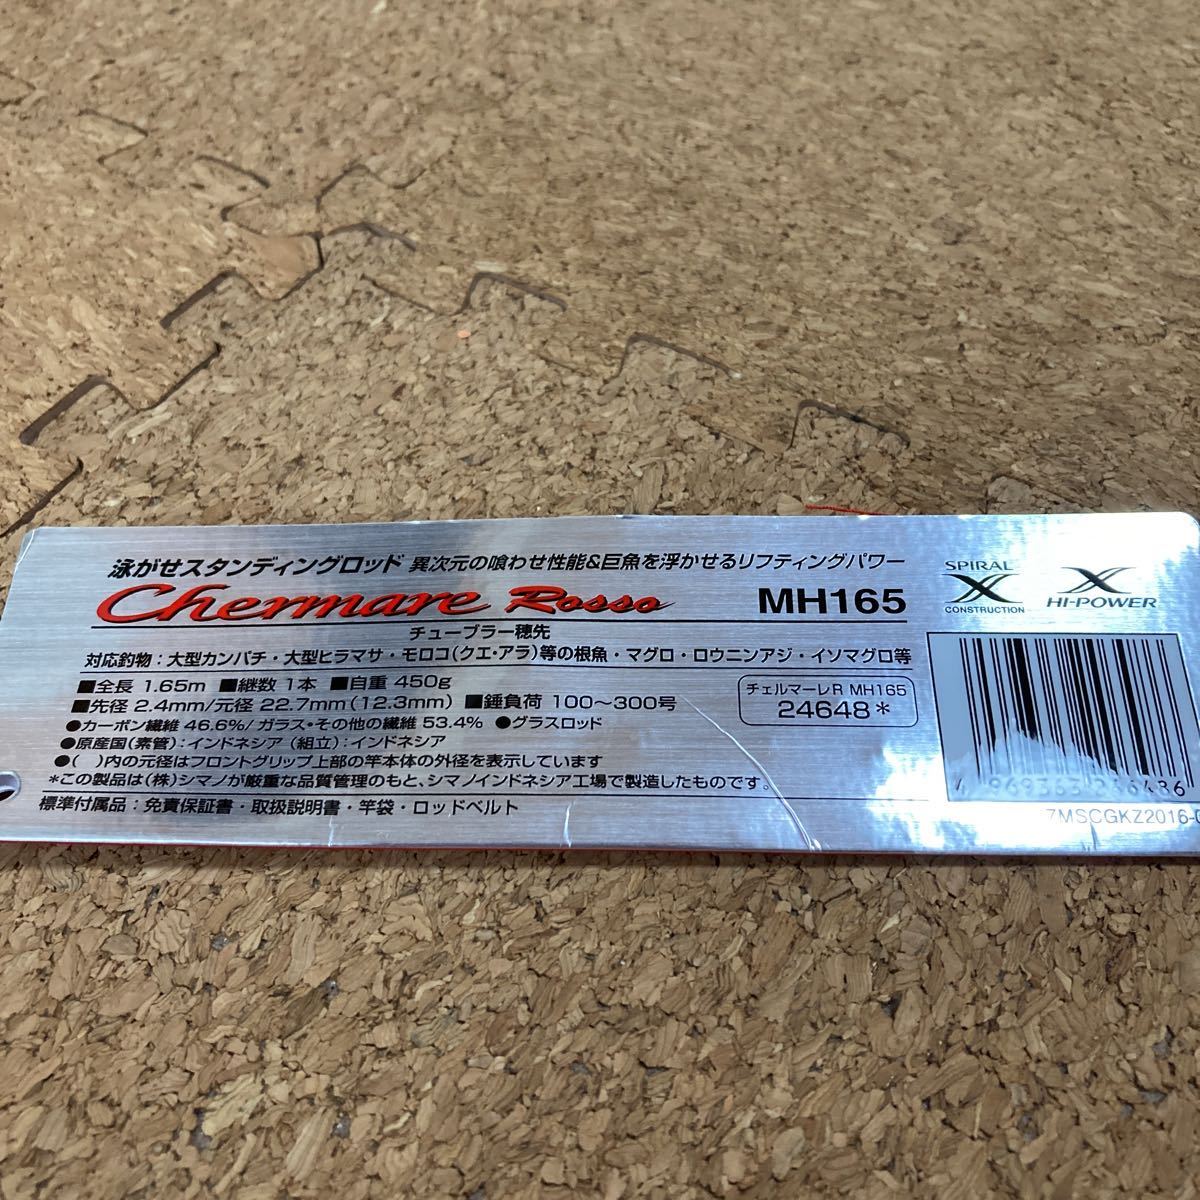 泳がせスタンディングロッド 異次元の喰わせ性能&巨魚を浮かせるリフティングパワー
Chermare Rosso MH165
チューブラー穂先
対応釣物：大型カンパチ・大型ヒラマサ・モロコ（クエ・アラ）等の根魚・マグロ・ロウニンアジ・イソマグロ等
■全長 1.65m ■継数 1本 ■自重 450g
■先径 2.4mm/元径 22.7mm（12.3mm） ■錘負荷 100〜300号
●カーボン繊維 46.6%/ガラス・その他の繊維 53.4% ●グラスロッド
●原産国（素管）：インドネシア（組立）：インドネシア
●（ ）内の元径はフロントグリップ上部の竿本体の外径を表示しています
＊この製品は（株）シマノが厳重な品質管理のもと、シマノインドネシア工場で製造したものです。
標準付属品：免責保証書・取扱説明書・竿袋・ロッドベルト
チェルマーレR MH165
24648＊
SPIRAL
X
CONSTRUCTION
X
HI-POWER
4 969363 246486
7MSCGKZ2016-